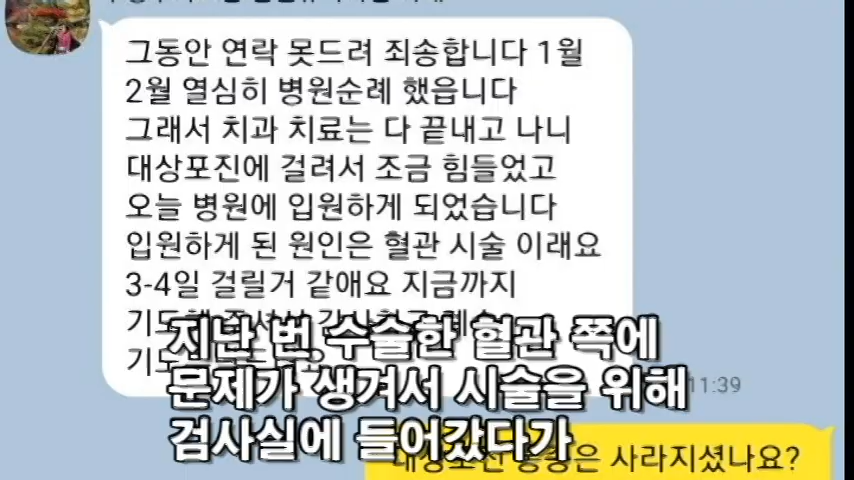 그동안 연락 못드려 죄송합니다 1월
2월 열심히 병원순례 했읍니다
그래서 치과 치료는 다 끝내고 나니
대상포진에 걸려서 조금 힘들었고
오늘 병원에 입원하게 되었습니다
입원하게 된 원인은 혈관 시술 이래요
3-4일 걸릴거 같애요 지금까지
지난 번 수술한 혈관 쪽에
문제가 생겨서 시술을 위해
검사실에 들어갔다가
11:39
사라지셨나요?